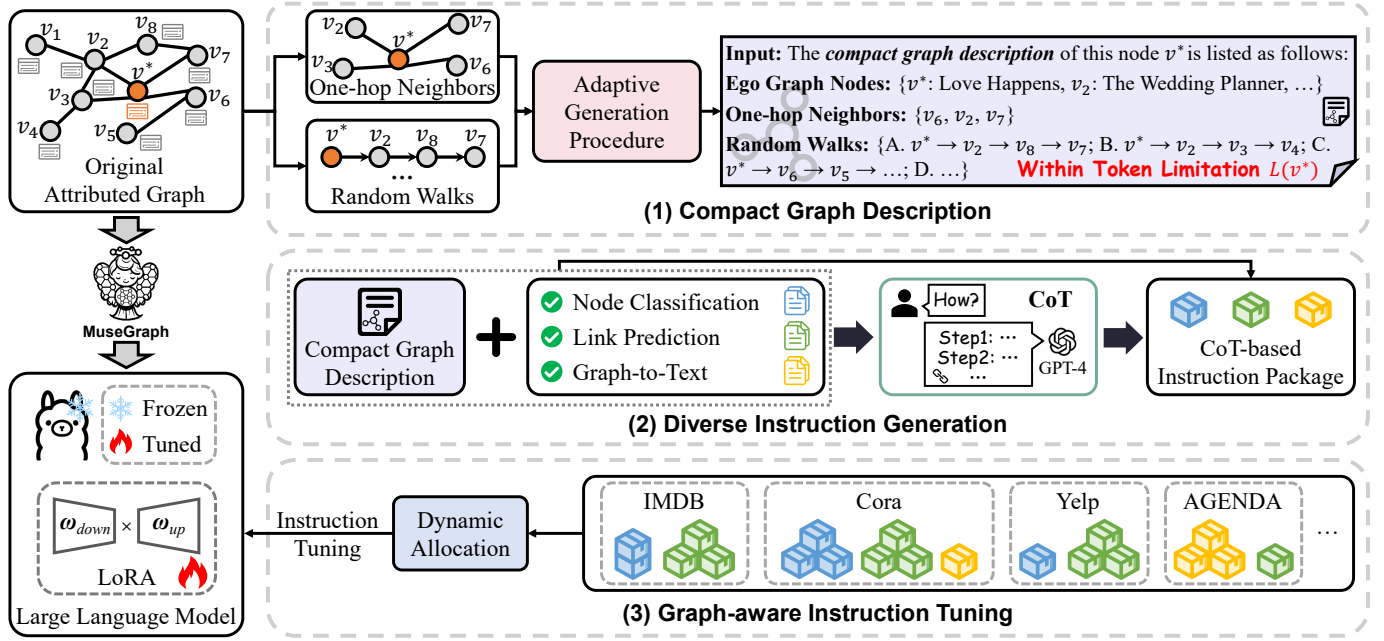 v₁
v₂
v₈
v₇
v*
v₃
v₆
v₄
v₅
Original
Attributed Graph
MuseGraph
Frozen
Tuned
ω_down × ω_up
LoRA
Large Language Model
v₂
v*
v₇
v₃
v₆
One-hop Neighbors
v* v₂ v₈ v₇
...
Random Walks
Adaptive
Generation
Procedure
Input: The compact graph description of this node v* is listed as follows:
Ego Graph Nodes: {v*: Love Happens, v₂: The Wedding Planner, …}
One-hop Neighbors: {v₆, v₂, v₇}
Random Walks: {A. v* → v₂ → v₈ → v₇; B. v* → v₂ → v₃ → v₄; C.
v* → v₆ → v₅ → …; D. …}
Within Token Limitation L(v*)
(1) Compact Graph Description
Compact Graph
Description
Node Classification
Link Prediction
Graph-to-Text
How?
CoT
Step1: ...
Step2: ...
...
GPT-4
CoT-based
Instruction Package
(2) Diverse Instruction Generation
Instruction
Tuning
Dynamic
Allocation
IMDB
Cora
Yelp
AGENDA
...
(3) Graph-aware Instruction Tuning